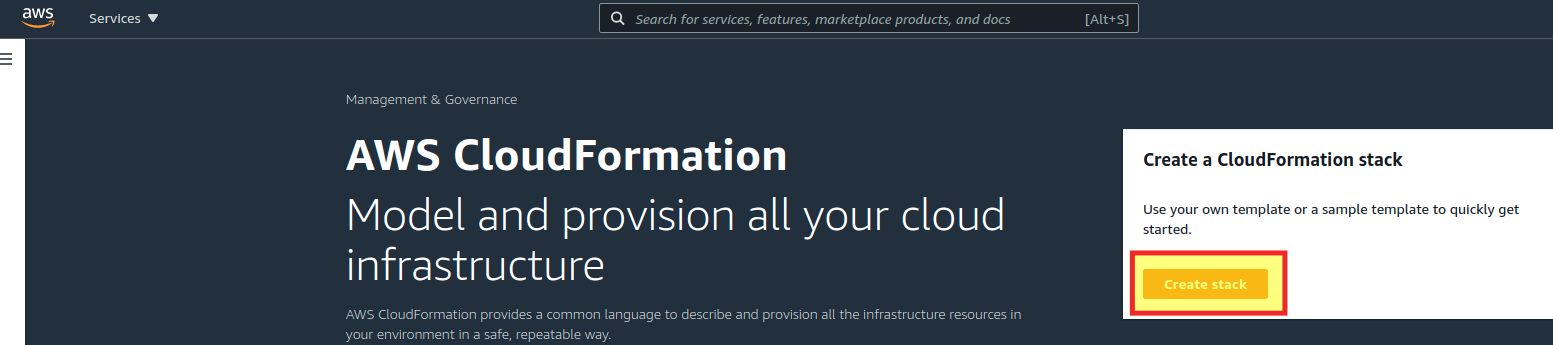 aws
Services
Search for services, features, marketplace products, and docs
[Alt+S]
Management & Governance
AWS CloudFormation
Model and provision all your cloud
infrastructure
AWS CloudFormation provides a common language to describe and provision all the infrastructure resources in
your environment in a safe, repeatable way.
Create a CloudFormation stack
Use your own template or a sample template to quickly get
started.
Create stack